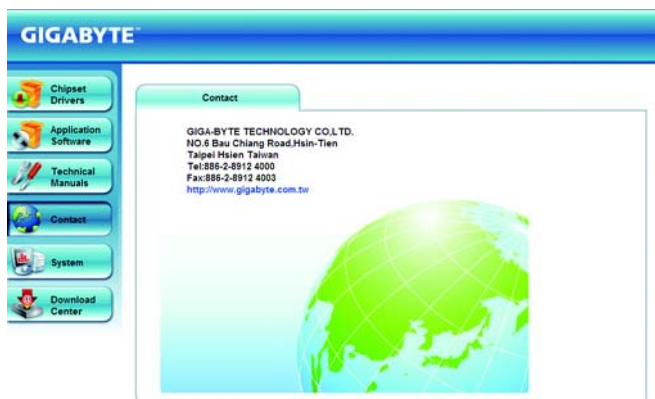 GIGABYTE™
Chipset
Drivers
Application
Software
Technical
Manuals
Contact
System
Download
Center
Contact
GIGA-BYTE TECHNOLOGY CO,LTD.
NO.6 Bau Chiang Road,Hsin-Tien
Taipei Hsien Taiwan
Tel:886-2-8912 4000
Fax:886-2-8912 4003
http://www.gigabyte.com.tw